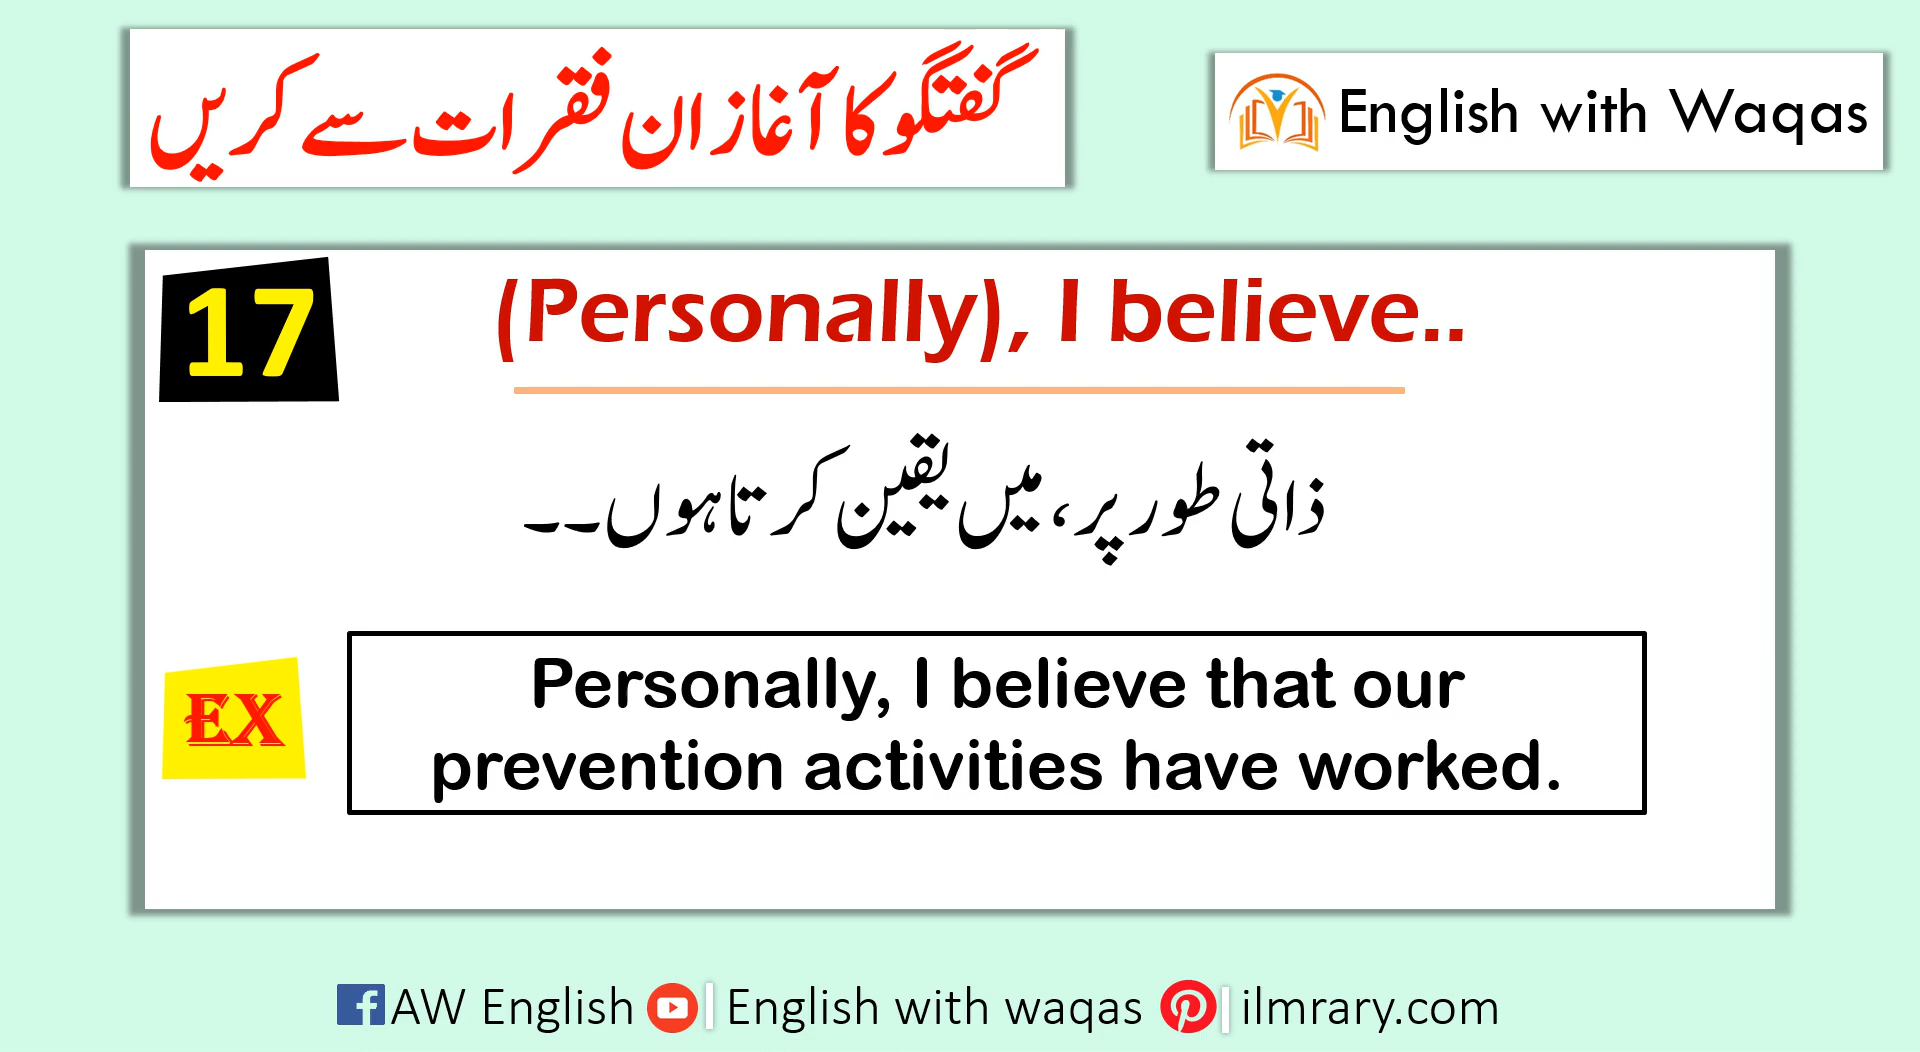 گفتگو کا آغاز ان فقرات سے کریں
English with Waqas
17
(Personally), I believe..
ذاتی طور پر، میں یقین کرتا ہوں۔۔
EX
Personally, I believe that our
prevention activities have worked.
AW English | English with waqas | ilmrary.com